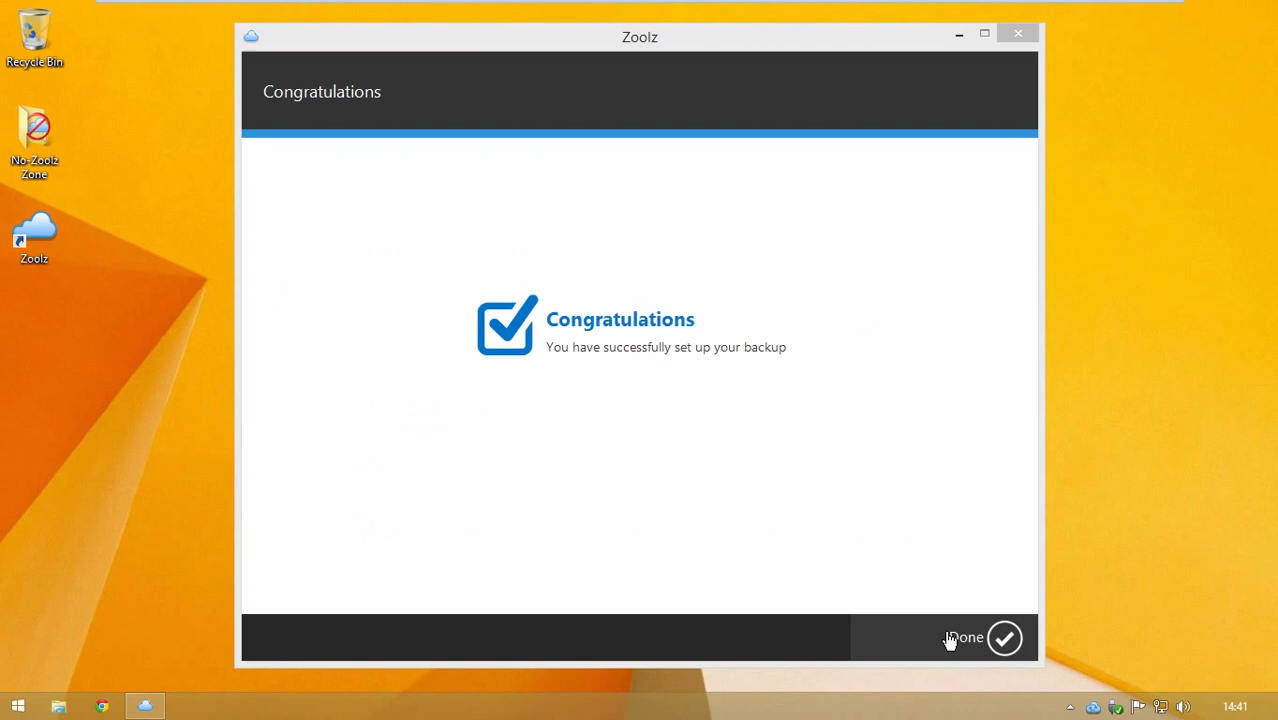 Recycle Bin
No-Zoolz
Zone
Zoolz
Zoolz
Congratulations
Congratulations
You have successfully set up your backup
Done
14:41